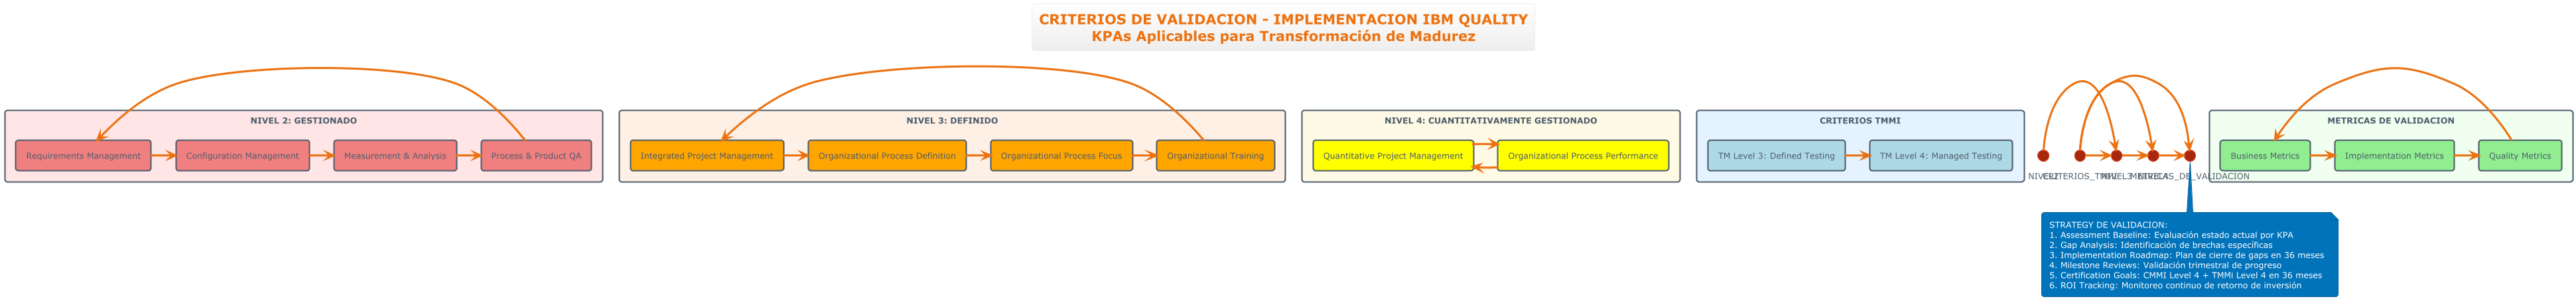 CRITERIOS DE VALIDACION - IMPLEMENTACION IBM QUALITY
KPAs Aplicables para Transformación de Madurez
NIVEL 2: GESTIONADO
Requirements Management
Configuration Management
Measurement & Analysis
Process & Product QA
NIVEL 3: DEFINIDO
Integrated Project Management
Organizational Process Definition
Organizational Process Focus
Organizational Training
NIVEL 4: CUANTITATIVAMENTE GESTIONADO
Quantitative Project Management
Organizational Process Performance
CRITERIOS TMMI
TM Level 3: Defined Testing
TM Level 4: Managed Testing
METRICAS DE VALIDACION
Business Metrics
Implementation Metrics
Quality Metrics
STRATEGY DE VALIDACION:
1. Assessment Baseline: Evaluación estado actual por KPA
2. Gap Analysis: Identificación de brechas específicas
3. Implementation Roadmap: Plan de cierre de gaps en 36 meses
4. Milestone Reviews: Validación trimestral de progreso
5. Certification Goals: CMMI Level 4 + TMMi Level 4 en 36 meses
6. ROI Tracking: Monitoreo continuo de retorno de inversión